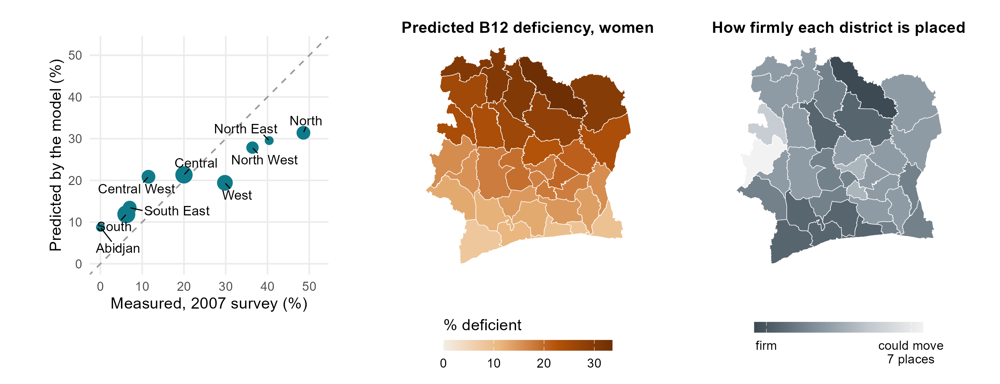 Predicted by the model (%)
50
40
30
20
10
0
North
North East
North West
Central
Central West
West
South East
South
Abidjan
0 10 20 30 40 50
Measured, 2007 survey (%)
Predicted B12 deficiency, women
% deficient
0 10 20 30
How firmly each district is placed
firm
could move
7 places